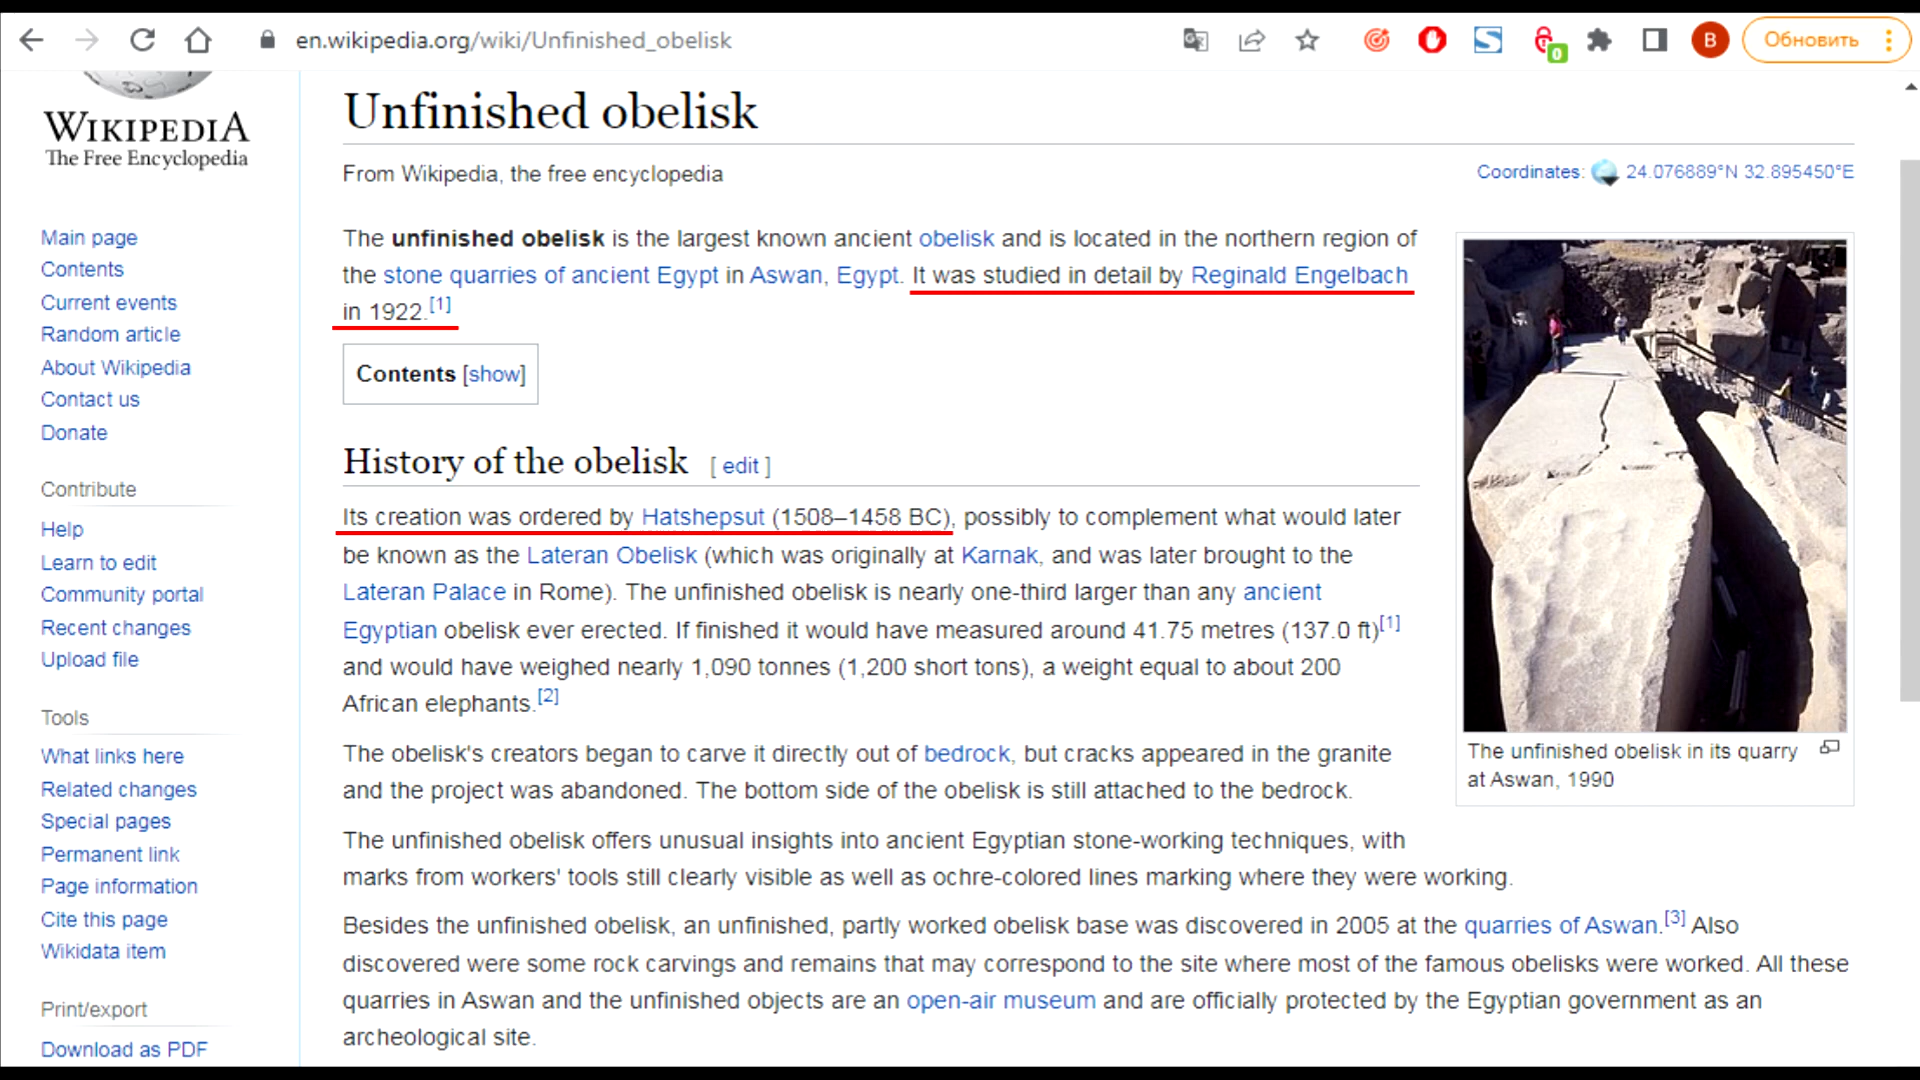 en.wikipedia.org/wiki/Unfinished_obelisk
0
B
Обновить
WIKIPEDIA
The Free Encyclopedia
Main page
Contents
Current events
Random article
About Wikipedia
Contact us
Donate
Contribute
Help
Learn to edit
Community portal
Recent changes
Upload file
Tools
What links here
Related changes
Special pages
Permanent link
Page information
Cite this page
Wikidata item
Print/export
Download as PDF
Unfinished obelisk
From Wikipedia, the free encyclopedia
Coordinates: 24.076889°N 32.895450°E
The unfinished obelisk is the largest known ancient obelisk and is located in the northern region of
the stone quarries of ancient Egypt in Aswan, Egypt. It was studied in detail by Reginald Engelbach
in 1922.[1]
Contents [show]
History of the obelisk [ edit ]
Its creation was ordered by Hatshepsut (1508–1458 BC), possibly to complement what would later
be known as the Lateran Obelisk (which was originally at Karnak, and was later brought to the
Lateran Palace in Rome). The unfinished obelisk is nearly one-third larger than any ancient
Egyptian obelisk ever erected. If finished it would have measured around 41.75 metres (137.0 ft)[1]
and would have weighed nearly 1,090 tonnes (1,200 short tons), a weight equal to about 200
African elephants.[2]
The obelisk's creators began to carve it directly out of bedrock, but cracks appeared in the granite
and the project was abandoned. The bottom side of the obelisk is still attached to the bedrock.
The unfinished obelisk offers unusual insights into ancient Egyptian stone-working techniques, with
marks from workers' tools still clearly visible as well as ochre-colored lines marking where they were working.
Besides the unfinished obelisk, an unfinished, partly worked obelisk base was discovered in 2005 at the quarries of Aswan.[3] Also
discovered were some rock carvings and remains that may correspond to the site where most of the famous obelisks were worked. All these
quarries in Aswan and the unfinished objects are an open-air museum and are officially protected by the Egyptian government as an
archeological site.
The unfinished obelisk in its quarry
at Aswan, 1990